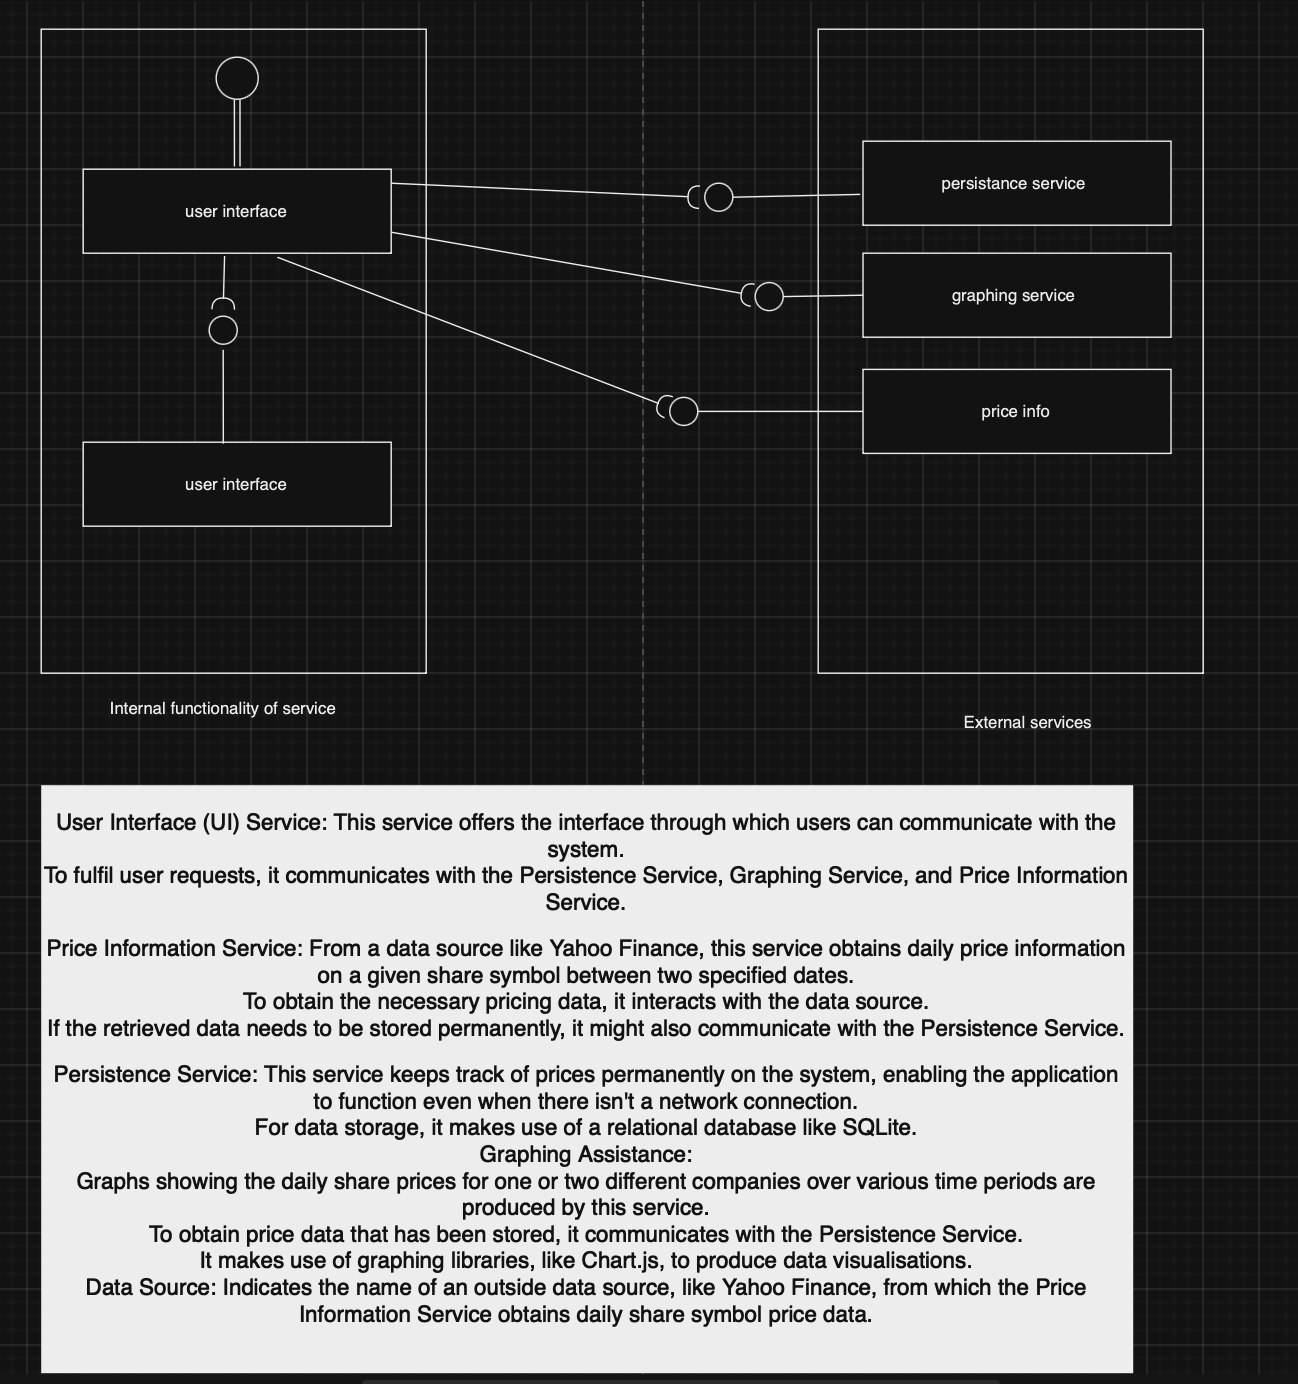 user interface
persistance service
graphing service
price info
user interface
Internal functionality of service
External services
User Interface (UI) Service: This service offers the interface through which users can communicate with the
system.
To fulfil user requests, it communicates with the Persistence Service, Graphing Service, and Price Information
Service.
Price Information Service: From a data source like Yahoo Finance, this service obtains daily price information
on a given share symbol between two specified dates.
To obtain the necessary pricing data, it interacts with the data source.
If the retrieved data needs to be stored permanently, it might also communicate with the Persistence Service.
Persistence Service: This service keeps track of prices permanently on the system, enabling the application
to function even when there isn't a network connection.
For data storage, it makes use of a relational database like SQLite.
Graphing Assistance:
Graphs showing the daily share prices for one or two different companies over various time periods are
produced by this service.
To obtain price data that has been stored, it communicates with the Persistence Service.
It makes use of graphing libraries, like Chart.js, to produce data visualisations.
Data Source: Indicates the name of an outside data source, like Yahoo Finance, from which the Price
Information Service obtains daily share symbol price data.